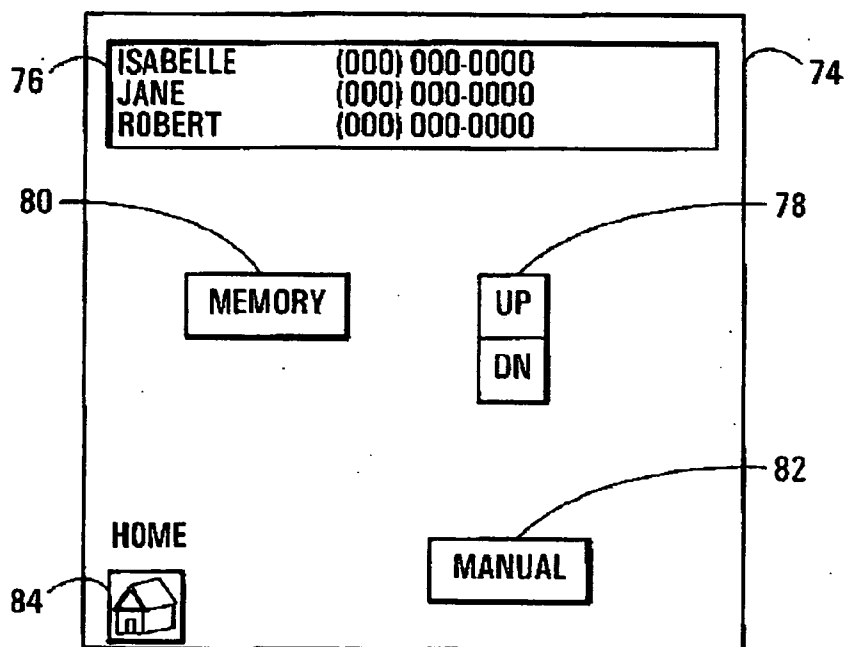 76 ISABELLE (000) 000-0000 74
JANE (000) 000-0000
ROBERT (000) 000-0000
80 78
MEMORY UP
DN
82
HOME
MANUAL
84